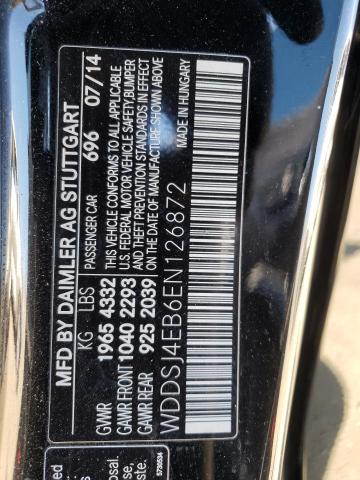 MFD BY DAIMLER AG STUTTGART
KG LBS PASSENGER CAR 696 07/14
GVWR 1965 4332
GAWR FRONT 1040 2293
GAWR REAR 925 2039
THIS VEHICLE CONFORMS TO ALL APPLICABLE
U.S. FEDERAL MOTOR VEHICLE SAFETY, BUMPER
AND THEFT PREVENTION STANDARDS IN EFFECT
ON THE DATE OF MANUFACTURE SHOWN ABOVE
MADE IN HUNGARY
WDDSJ4EB6EN126872
5730534
posal.